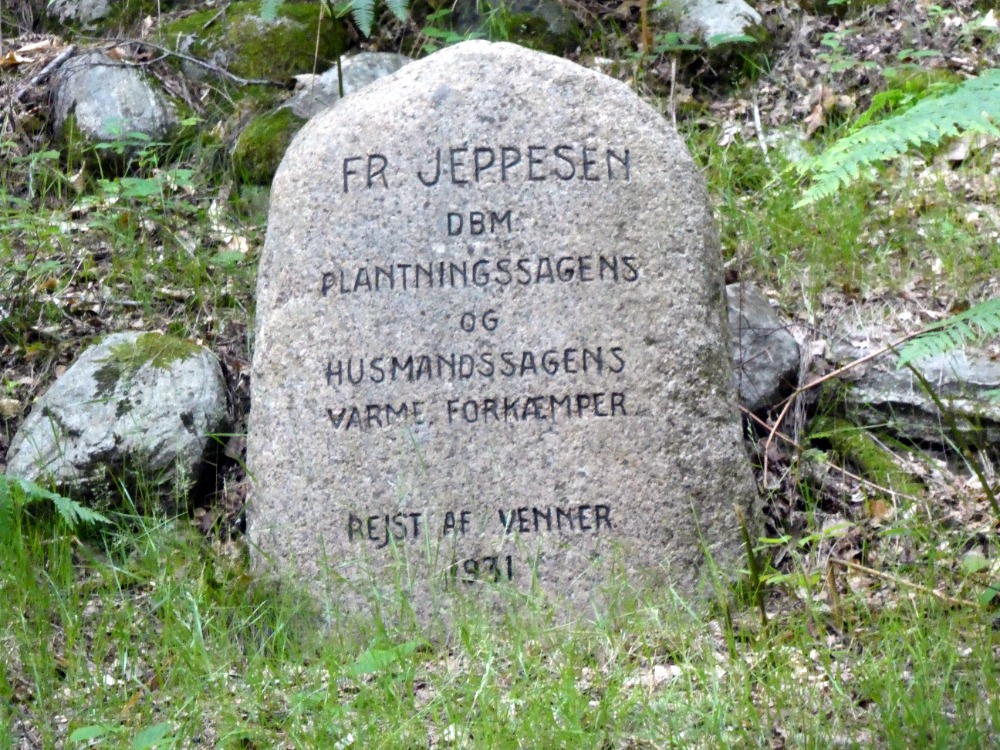 FR JEPPESEN
DBM
PLANTNINGSSAGENS
OG
HUSMANDSSAGENS
VARME FORKÆMPER
REJST AF VENNER
1931